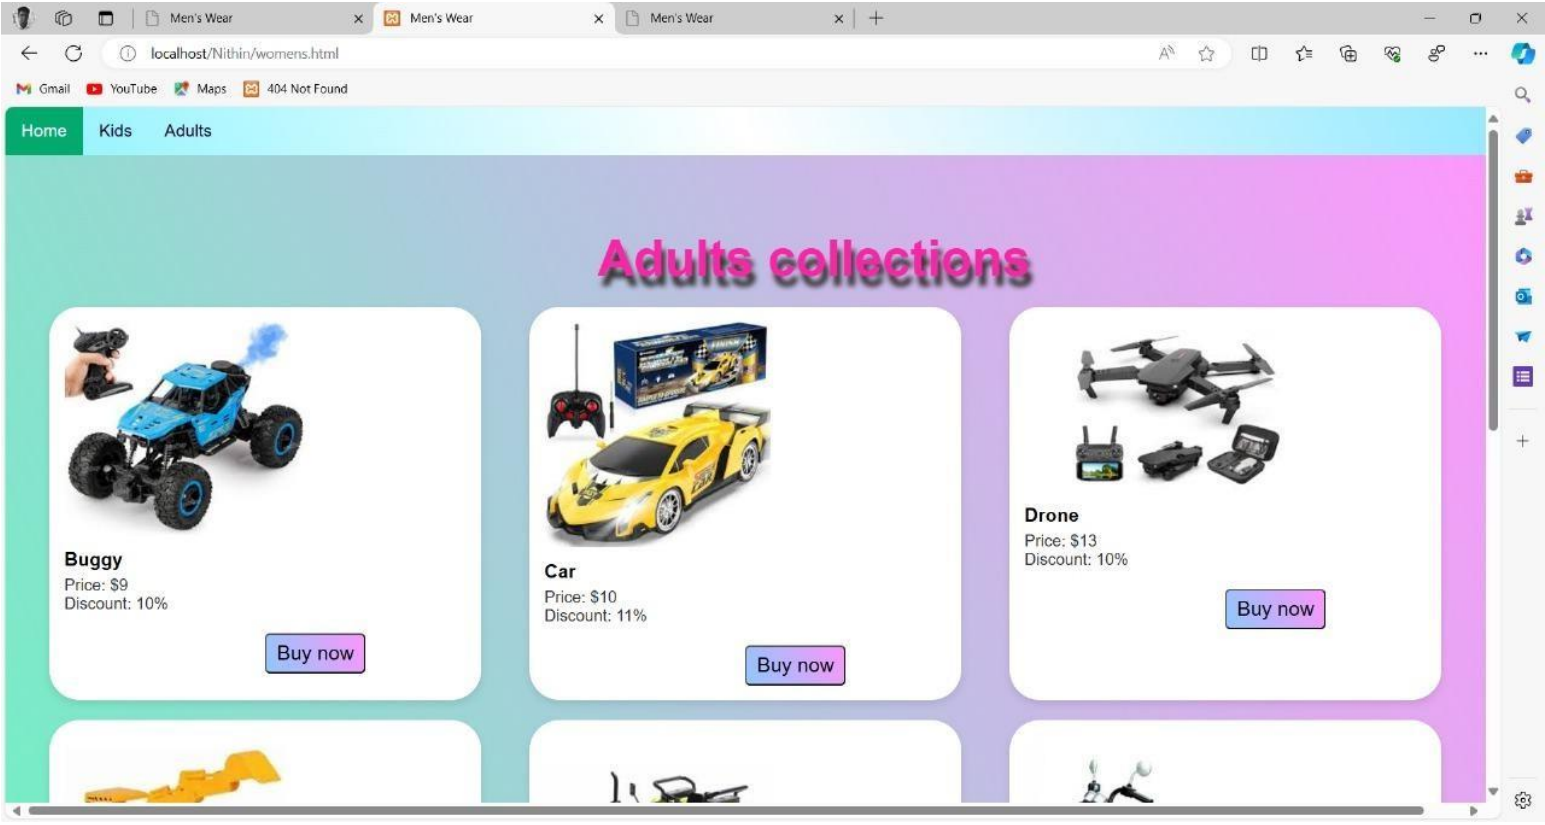 Men's Wear
Men's Wear
Men's Wear
localhost/Nithin/womens.html
Gmail YouTube Maps 404 Not Found
Home Kids Adults
Adults collections
Buggy
Price: $9
Discount: 10%
Buy now
Car
Price: $10
Discount: 11%
Buy now
Drone
Price: $13
Discount: 10%
Buy now